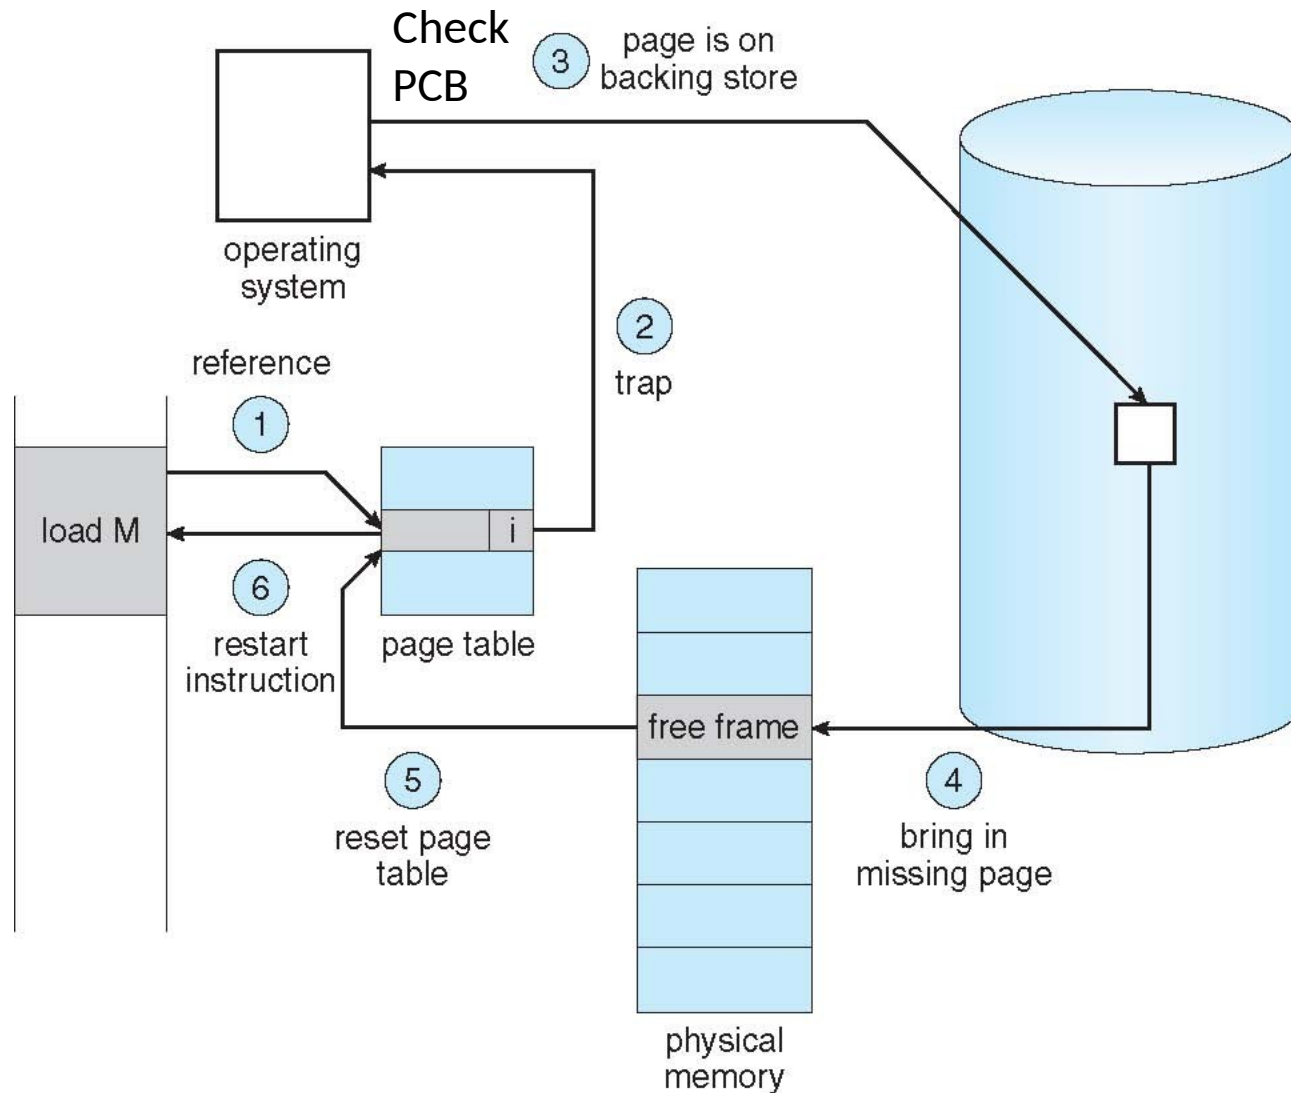 Check
PCB
3
page is on
backing store
operating
system
2
trap
reference
1
load M
i
6
restart
instruction
page table
free frame
5
reset page
table
4
bring in
missing page
physical
memory